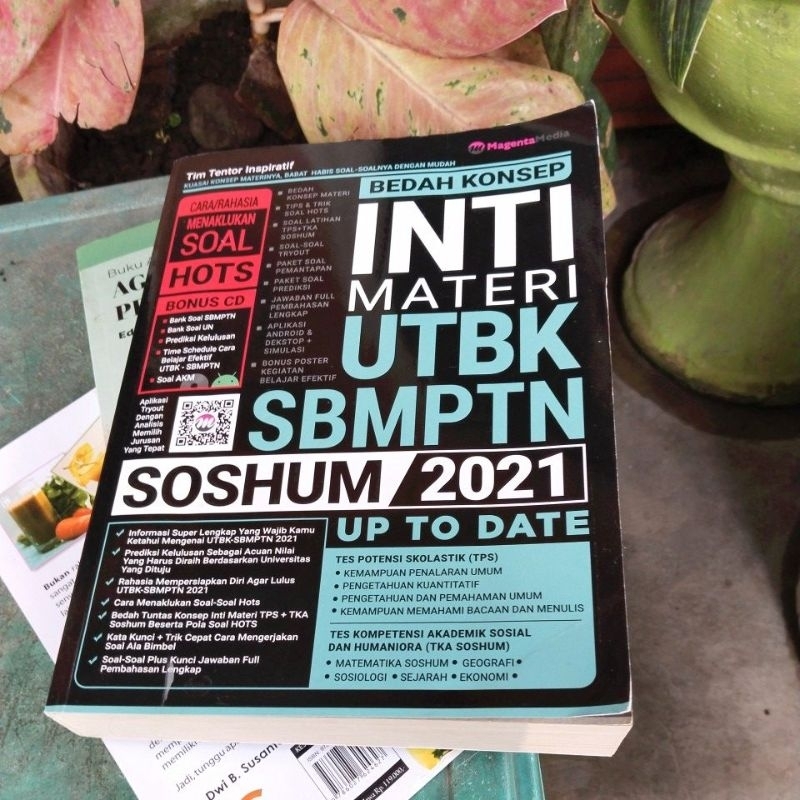 MagentaMedia
Tim Tentor Inspiratif
KUASAI KONSEP MATERINYA, BABAT HABIS SOAL-SOALNYA DENGAN MUDAH
CARA/RAHASIA
MENAKLUKAN
SOAL
HOTS
BONUS CD
Bank Soal SBMPTN
Bank Soal UN
Prediksi Kelulusan
Time Schedule Cara
Belajar Efektif
UTBK - SBMPTN
Soal AKM
BEDAH
KONSEP MATERI
TIPS & TRIK
SOAL HOTS
SOAL LATIHAN
TPS+TKA
SOSHUM
SOAL-SOAL
TRYOUT
PAKET SOAL
PEMANTAPAN
PAKET SOAL
PREDIKSI
JAWABAN FULL
PEMBAHASAN
LENGKAP
APLIKASI
ANDROID &
DEKSTOP +
SIMULASI
BONUS POSTER
KEGIATAN
BELAJAR EFEKTIF
BEDAH KONSEP
INTI
MATERI
UTBK
SBMPTN
Aplikasi
Tryout
Dengan
Analisis
Memilih
Jurusan
Yang Tepat
SOSHUM/2021
UP TO DATE
Informasi Super Lengkap Yang Wajib Kamu
Ketahui Mengenai UTBK-SBMPTN 2021
Prediksi Kelulusan Sebagai Acuan Nilai
Yang Harus Diraih Berdasarkan Universitas
Yang Dituju
Rahasia Mempersiapkan Diri Agar Lulus
UTBK-SBMPTN 2021
Cara Menaklukan Soal-Soal Hots
Bedah Tuntas Konsep Inti Materi TPS + TKA
Soshum Beserta Pola Soal HOTS
Kata Kunci + Trik Cepat Cara Mengerjakan
Soal Ala Bimbel
Soal-Soal Plus Kunci Jawaban Full
Pembahasan Lengkap
TES POTENSI SKOLASTIK (TPS)
• KEMAMPUAN PENALARAN UMUM
• PENGETAHUAN KUANTITATIF
• PENGETAHUAN DAN PEMAHAMAN UMUM
• KEMAMPUAN MEMAHAMI BACAAN DAN MENULIS
TES KOMPETENSI AKADEMIK SOSIAL
DAN HUMANIORA (TKA SOSHUM)
• MATEMATIKA SOSHUM • GEOGRAFI •
• SOSIOLOGI • SEJARAH • EKONOMI •
Buku
Bukan
Jadi, tunggu
Dwi B. Susan